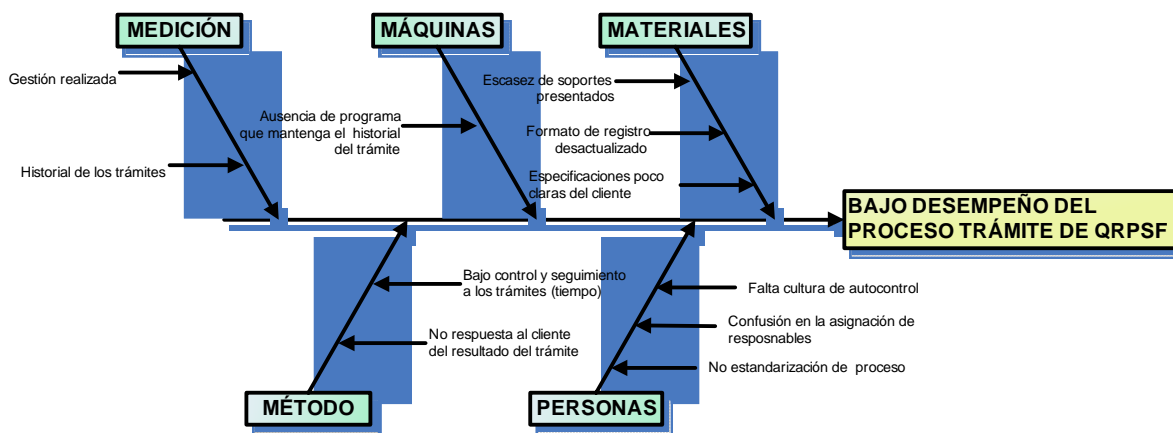 MEDICIÓN
MÁQUINAS
MATERIALES
Gestión realizada
Historial de los trámites
Ausencia de programa
que mantenga el historial
del trámite
Escasez de soportes
presentados
Formato de registro
desactualizado
Especificaciones poco
claras del cliente
BAJO DESEMPEÑO DEL
PROCESO TRÁMITE DE QRPSF
Bajo control y seguimiento
a los trámites (tiempo)
No respuesta al cliente
del resultado del trámite
Falta cultura de autocontrol
Confusión en la asignación de
resposnables
No estandarización de proceso
MÉTODO
PERSONAS